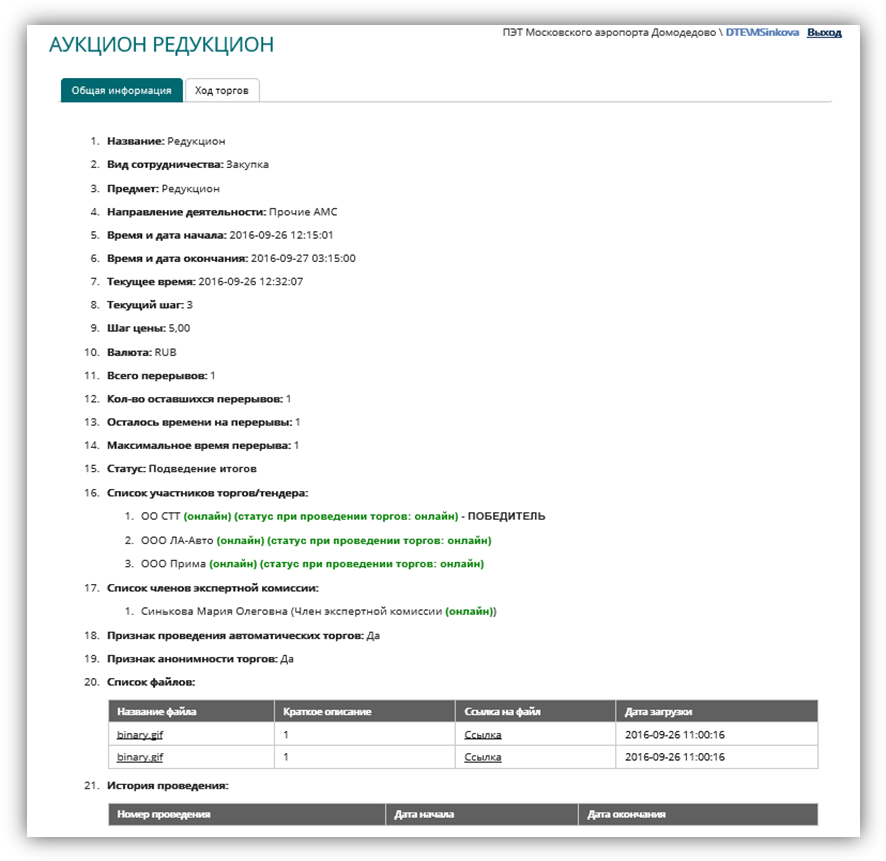 ПЭТ Московского аэропорта Домодедово \ DTE\MSinkova Выход
АУКЦИОН РЕДУКЦИОН
Общая информация Ход торгов
1. Название: Редукцион
2. Вид сотрудничества: Закупка
3. Предмет: Редукцион
4. Направление деятельности: Прочие АМС
5. Время и дата начала: 2016-09-26 12:15:01
6. Время и дата окончания: 2016-09-27 03:15:00
7. Текущее время: 2016-09-26 12:32:07
8. Текущий шаг: 3
9. Шаг цены: 5,00
10. Валюта: RUB
11. Всего перерывов: 1
12. Кол-во оставшихся перерывов: 1
13. Осталось времени на перерывы: 1
14. Максимальное время перерыва: 1
15. Статус: Подведение итогов
16. Список участников торгов/тендера:
1. ОО СТТ (онлайн) (статус при проведении торгов: онлайн) - ПОБЕДИТЕЛЬ
2. ООО ЛА-Авто (онлайн) (статус при проведении торгов: онлайн)
3. ООО Прима (онлайн) (статус при проведении торгов: онлайн)
17. Список членов экспертной комиссии:
1. Синькова Мария Олеговна (Член экспертной комиссии (онлайн))
18. Признак проведения автоматических торгов: Да
19. Признак анонимности торгов: Да
20. Список файлов:
Название файла Краткое описание Ссылка на файл Дата загрузки
binary.gif 1 Ссылка 2016-09-26 11:00:16
binary.gif 1 Ссылка 2016-09-26 11:00:16
21. История проведения:
Номер проведения Дата начала Дата окончания